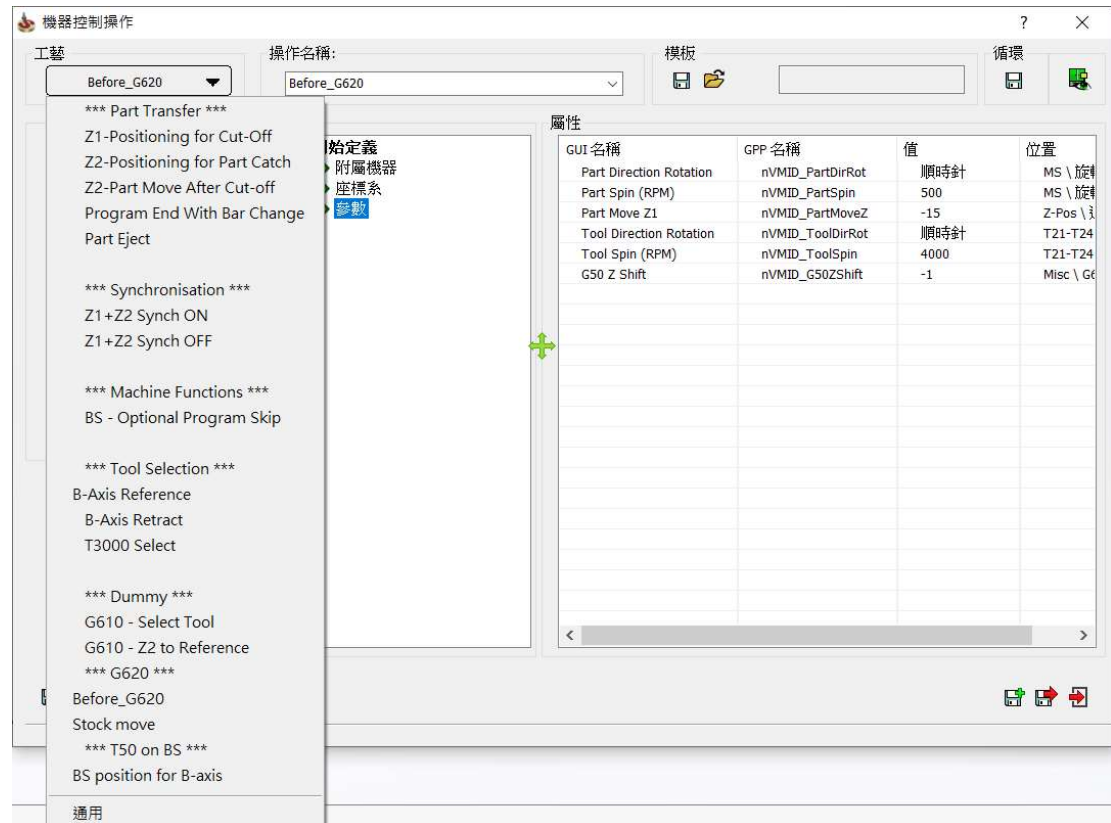 機器控制操作
?
工藝
操作名稱:
模板
循環
Before_G620
Before_G620
*** Part Transfer ***
Z1-Positioning for Cut-Off
Z2-Positioning for Part Catch
Z2-Part Move After Cut-off
Program End With Bar Change
Part Eject
*** Synchronisation ***
Z1+Z2 Synch ON
Z1+Z2 Synch OFF
*** Machine Functions ***
BS - Optional Program Skip
*** Tool Selection ***
B-Axis Reference
B-Axis Retract
T3000 Select
*** Dummy ***
G610 - Select Tool
G610 - Z2 to Reference
*** G620 ***
Before_G620
Stock move
*** T50 on BS ***
BS position for B-axis
通用
始定義
附屬機器
座標系
參數
屬性
GUI 名稱 GPP 名稱 值 位置
Part Direction Rotation nVMID_PartDirRot 順時針 MS \ 旋
Part Spin (RPM) nVMID_PartSpin 500 MS \ 旋
Part Move Z1 nVMID_PartMoveZ -15 Z-Pos \
Tool Direction Rotation nVMID_ToolDirRot 順時針 T21-T24
Tool Spin (RPM) nVMID_ToolSpin 4000 T21-T24
G50 Z Shift nVMID_G50ZShift -1 Misc \ G6